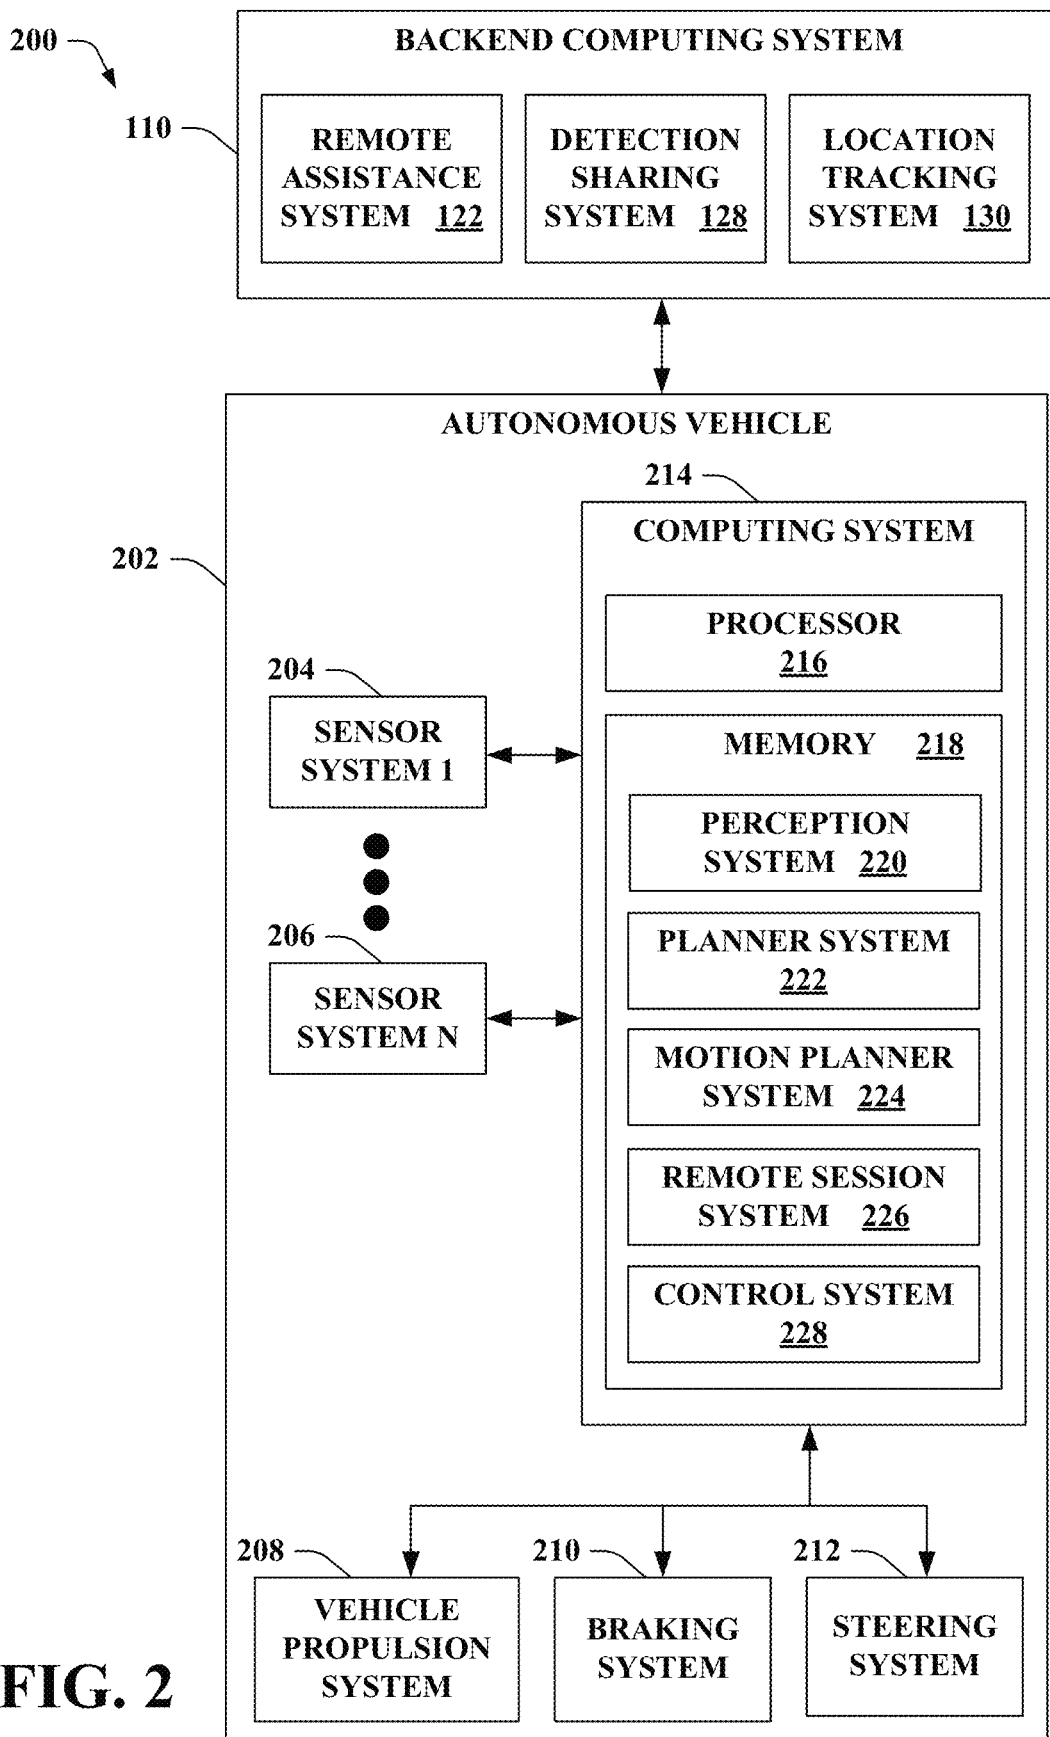 200
BACKEND COMPUTING SYSTEM
110
REMOTE
ASSISTANCE
SYSTEM 122
DETECTION
SHARING
SYSTEM 128
LOCATION
TRACKING
SYSTEM 130
AUTONOMOUS VEHICLE
202
214
COMPUTING SYSTEM
PROCESSOR
216
204
SENSOR
SYSTEM 1
MEMORY 218
PERCEPTION
SYSTEM 220
206
SENSOR
SYSTEM N
PLANNER SYSTEM
222
MOTION PLANNER
SYSTEM 224
REMOTE SESSION
SYSTEM 226
CONTROL SYSTEM
228
208
VEHICLE
PROPULSION
SYSTEM
210
BRAKING
SYSTEM
212
STEERING
SYSTEM
FIG. 2